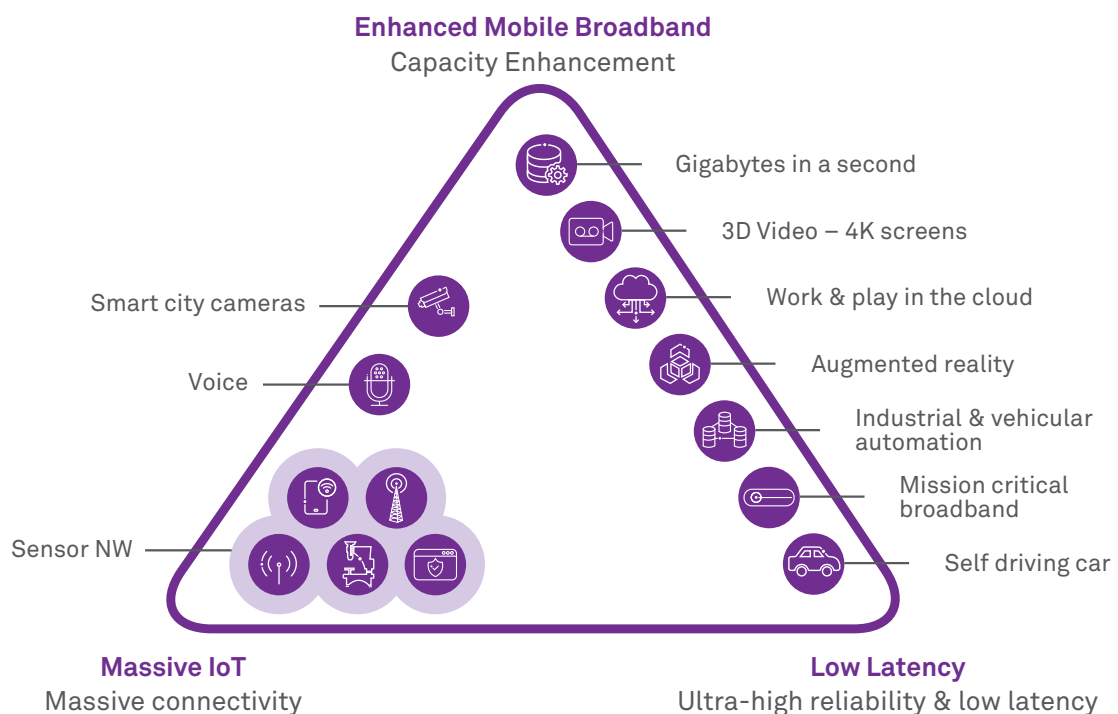 Enhanced Mobile Broadband
Capacity Enhancement
Gigabytes in a second
3D Video – 4K screens
Smart city cameras
Work & play in the cloud
Voice
Augmented reality
Industrial & vehicular
automation
Mission critical
broadband
Sensor NW
Self driving car
Massive IoT
Massive connectivity
Low Latency
Ultra-high reliability & low latency